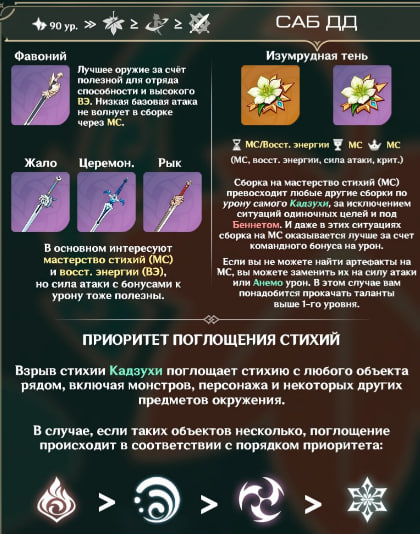 90 ур. >> ≥ ≥
САБ ДД
Фавоний
Лучшее оружие за счёт
полезной для отряда
способности и высокого
ВЭ. Низкая базовая атака
не волнует в сборке
через МС.
Жало Церемон. Рык
В основном интересуют
мастерство стихий (МС)
и восст. энергии (ВЭ),
но сила атаки с бонусами к
урону тоже полезны.
Изумрудная тень
МС/Восст. энергии МС МС
(МС, восст. энергии, сила атаки, крит.)
Сборка на мастерство стихий (МС)
превосходит любые другие сборки по
урону самого Кадзухи, за исключением
ситуаций одиночных целей и под
Беннетом. И даже в этих ситуациях
сборка на МС оказывается лучше за счет
командного бонуса на урон.
Если вы не можете найти артефакты на
МС, вы можете заменить их на силу атаки
или Анемо урон. В этом случае вам
понадобится прокачать таланты
выше 1-го уровня.
ПРИОРИТЕТ ПОГЛОЩЕНИЯ СТИХИЙ
Взрыв стихии Кадзухи поглощает стихию с любого объекта
рядом, включая монстров, персонажа и некоторых других
предметов окружения.
В случае, если таких объектов несколько, поглощение
происходит в соответствии с порядком приоритета:
> > >